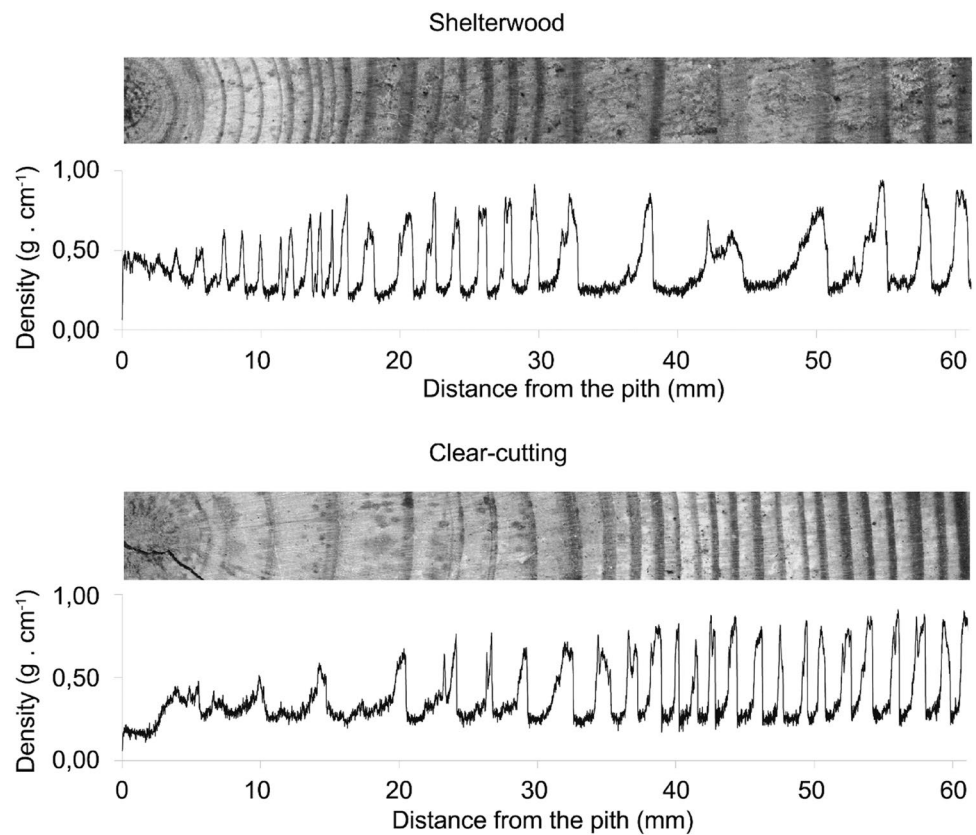 Shelterwood
1,00
0,50
0,00
Density (g . cm⁻¹)
0 10 20 30 40 50 60
Distance from the pith (mm)
Clear-cutting
1,00
0,50
0,00
Density (g . cm⁻¹)
0 10 20 30 40 50 60
Distance from the pith (mm)